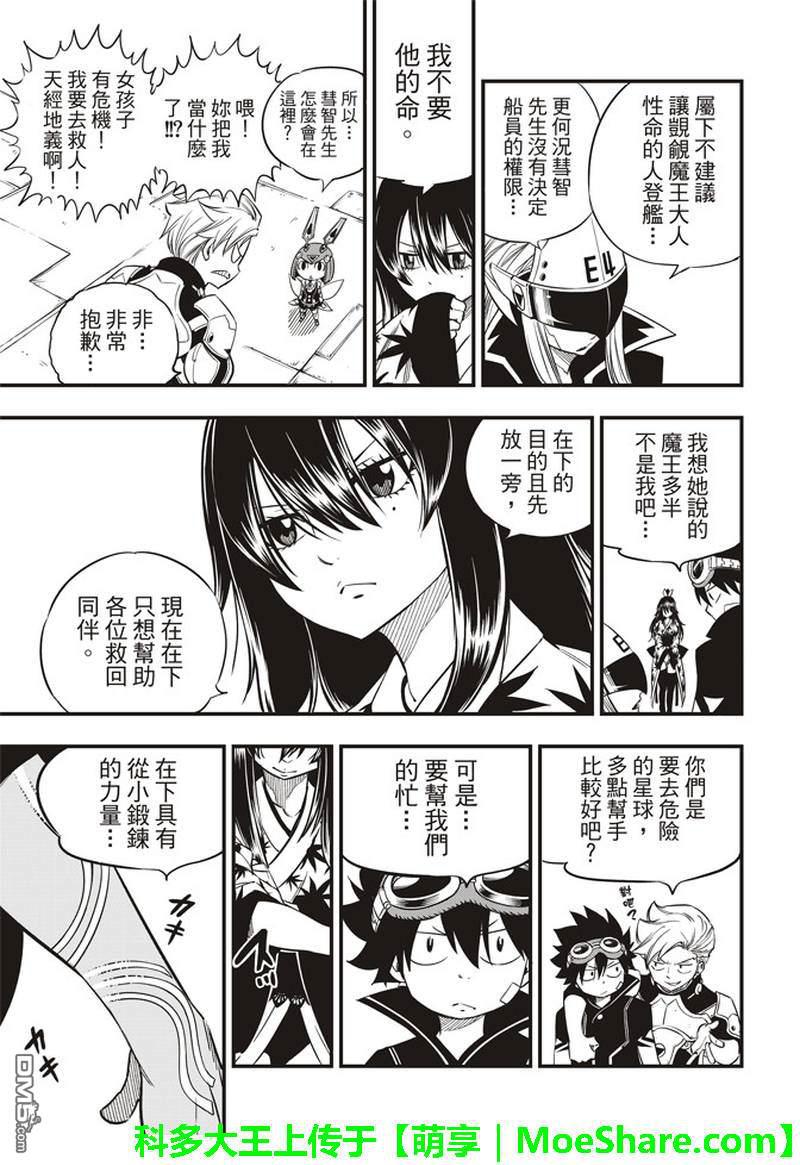 屬下不建議
讓覬覦魔王大人
性命的人登艦…
更何況彗智
先生沒有決定
船員的權限…
E4
我不要
他的命。
所以…
彗智先生
怎麼會在
這裡?
喂!
妳把我
當什麼
了!!?
女孩子
有危機!
我要去救人!
天經地義啊!
非…
非常
抱歉…
我想她說的
魔王多半
不是我吧…
E
在下的
目的且先
放一旁,
現在在下
只想幫助
各位救回
同伴。
你們是
要去危險
的星球,
多點幫手
比較好吧?
對吧?
可是…
要幫我們
的忙…
在下具有
從小鍛鍊
的力量…
DM5.com
科多大王上传于【萌享|MoeShare.com】